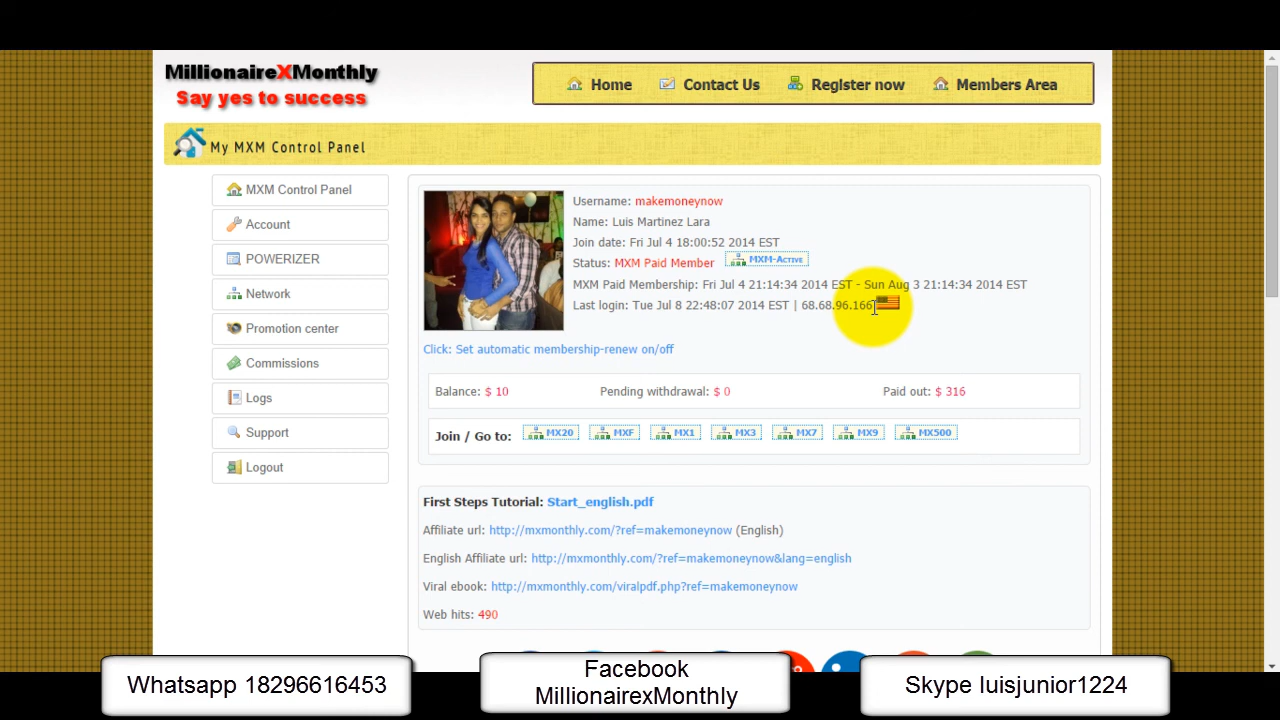 MillionaireXMonthly
Say yes to success
Home
Contact Us
Register now
Members Area
My MXM Control Panel
MXM Control Panel
Account
POWERIZER
Network
Promotion center
Commissions
Logs
Support
Logout
Username: makemoneynow
Name: Luis Martinez Lara
Join date: Fri Jul 4 18:00:52 2014 EST
Status: MXM Paid Member MXM-Active
MXM Paid Membership: Fri Jul 4 21:14:34 2014 EST - Sun Aug 3 21:14:34 2014 EST
Last login: Tue Jul 8 22:48:07 2014 EST | 68.68.96.166
Click: Set automatic membership-renew on/off
Balance: $ 10 Pending withdrawal: $ 0 Paid out: $ 316
Join / Go to: MX20 MXF MX1 MX3 MX7 MX9 MX500
First Steps Tutorial: Start_english.pdf
Affiliate url: http://mxmonthly.com/?ref=makemoneynow (English)
English Affiliate url: http://mxmonthly.com/?ref=makemoneynow&lang=english
Viral ebook: http://mxmonthly.com/viralpdf.php?ref=makemoneynow
Web hits: 490
Whatsapp 18296616453
Facebook
MillionairexMonthly
Skype luisjunior1224